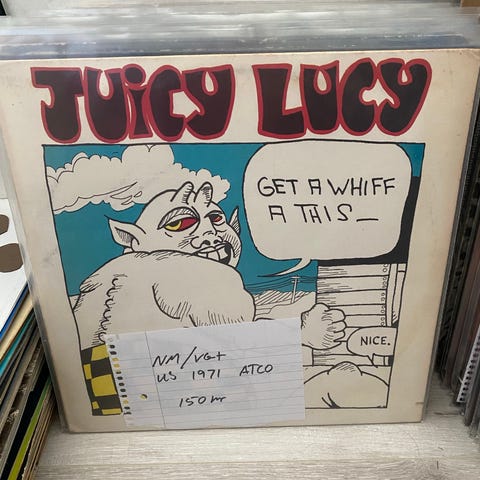 JUiCY LUCY
GET A WHIFF
A THIS_
NICE.
NM/VG+
US 1971 ATCO
150 kr